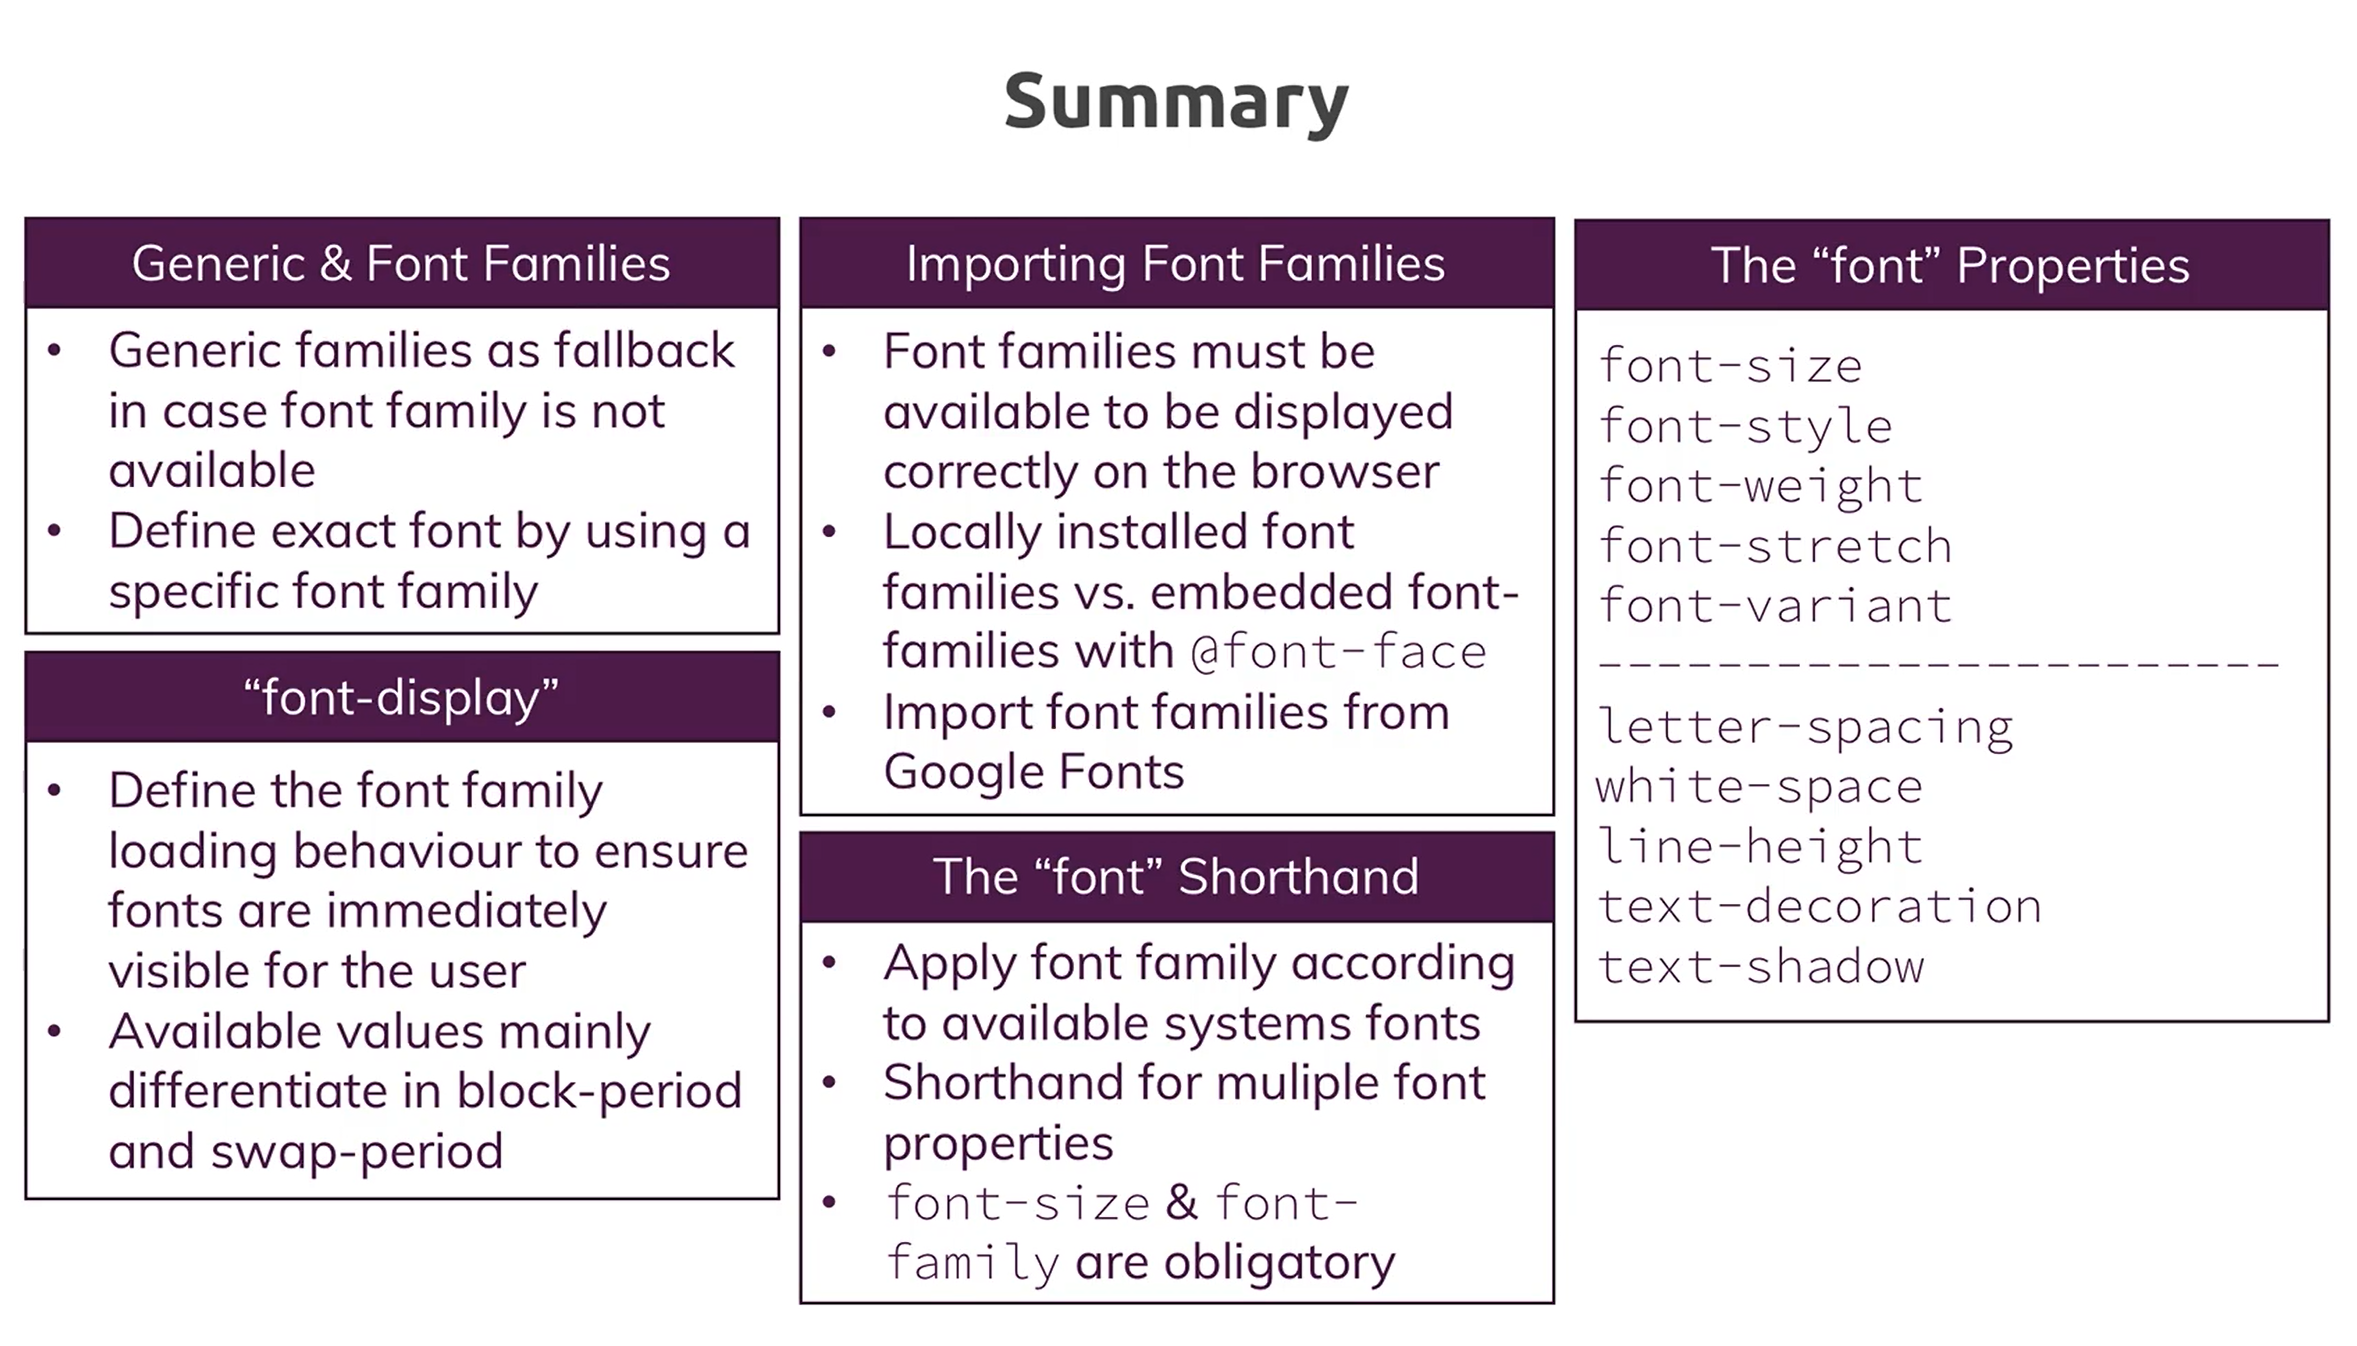 Summary
Generic & Font Families
• Generic families as fallback
in case font family is not
available
• Define exact font by using a
specific font family
“font-display”
• Define the font family
loading behaviour to ensure
fonts are immediately
visible for the user
• Available values mainly
differentiate in block-period
and swap-period
Importing Font Families
• Font families must be
available to be displayed
correctly on the browser
• Locally installed font
families vs. embedded font-
families with @font-face
• Import font families from
Google Fonts
The “font” Shorthand
• Apply font family according
to available systems fonts
• Shorthand for muliple font
properties
• font-size & font-
family are obligatory
The “font” Properties
font-size
font-style
font-weight
font-stretch
font-variant
-----------------------
letter-spacing
white-space
line-height
text-decoration
text-shadow